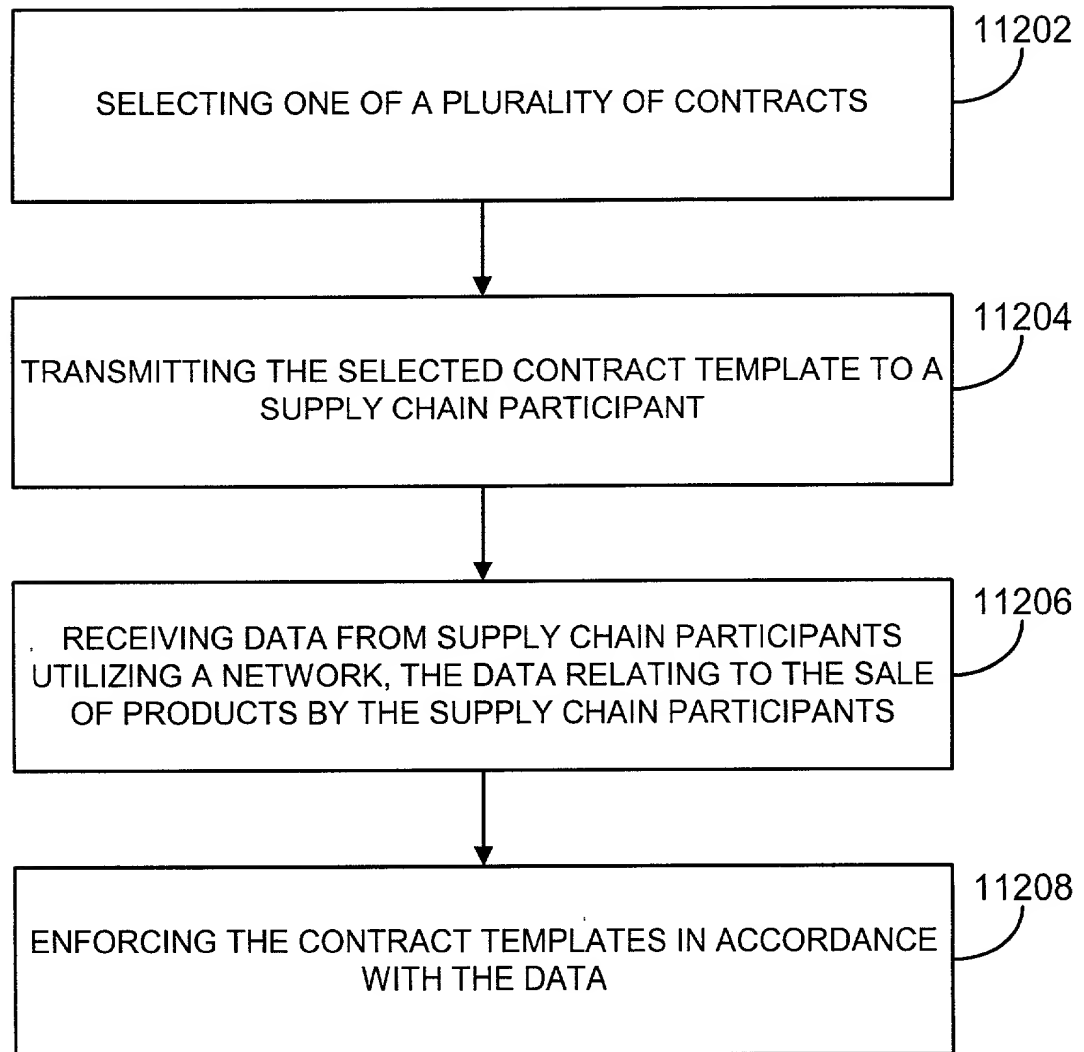 11202
SELECTING ONE OF A PLURALITY OF CONTRACTS
11204
TRANSMITTING THE SELECTED CONTRACT TEMPLATE TO A
SUPPLY CHAIN PARTICIPANT
11206
RECEIVING DATA FROM SUPPLY CHAIN PARTICIPANTS
UTILIZING A NETWORK, THE DATA RELATING TO THE SALE
OF PRODUCTS BY THE SUPPLY CHAIN PARTICIPANTS
11208
ENFORCING THE CONTRACT TEMPLATES IN ACCORDANCE
WITH THE DATA